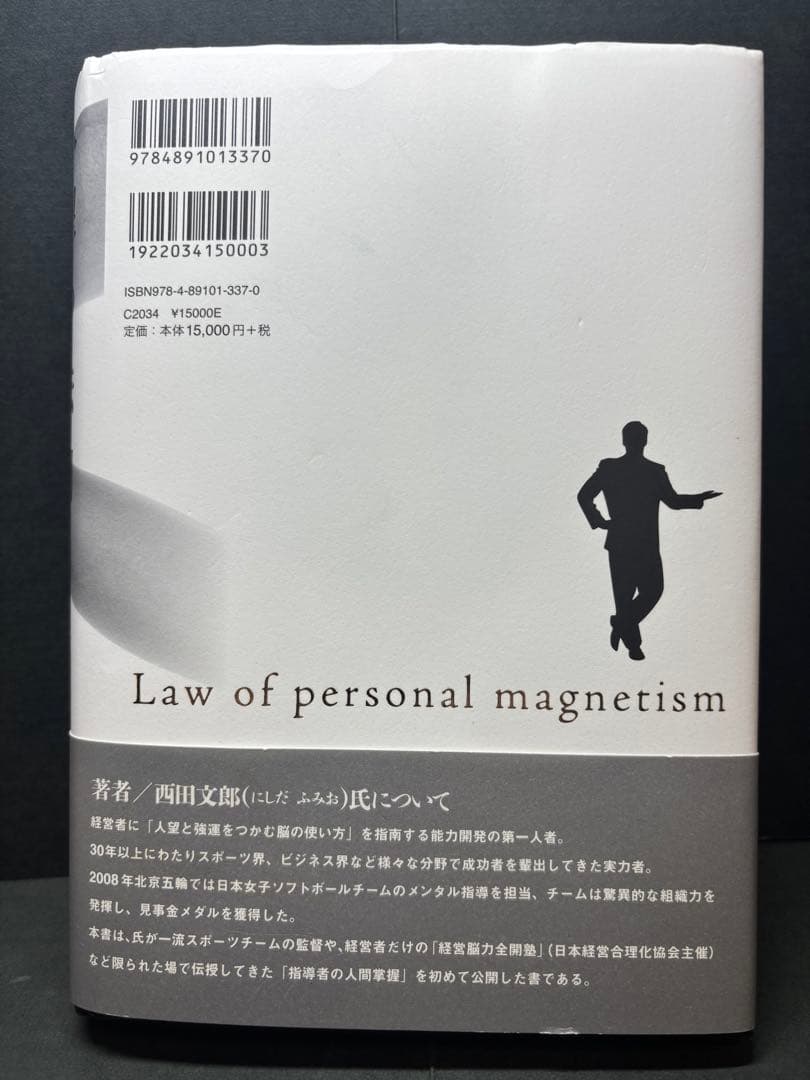 9784891013370
1922034150003
ISBN978-4-89101-337-0
C2034 ¥15000E
定価：本体15,000円+税
Law of personal magnetism
著者／西田文郎(にしだ ふみお)氏について
経営者に「人望と強運をつかむ脳の使い方」を指南する能力開発の第一人者。
30年以上にわたりスポーツ界、ビジネス界など様々な分野で成功者を輩出してきた実力者。
2008年北京五輪では日本女子ソフトボールチームのメンタル指導を担当、チームは驚異的な組織力を
発揮し、見事金メダルを獲得した。
本書は、氏が一流スポーツチームの監督や、経営者だけの「経営脳力全開塾」(日本経営合理化協会主催)
など限られた場で伝授してきた「指導者の人間掌握」を初めて公開した書である。